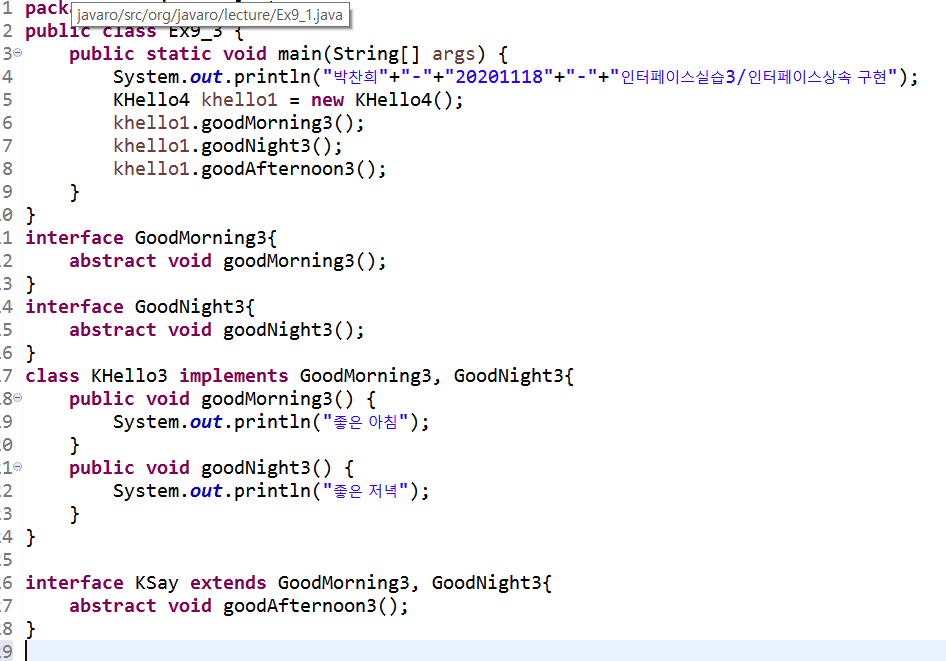 1 pack
javaro/src/org/javaro/lecture/Ex9_1.java
2 public class Ex9_3 {
3 public static void main(String[] args) {
4 System.out.println("박찬희"+"-"+"20201118"+"-"+"인터페이스실습3/인터페이스상속 구현");
5 KHello4 khello1 = new KHello4();
6 khello1.goodMorning3();
7 khello1.goodNight3();
8 khello1.goodAfternoon3();
9 }
0 }
1 interface GoodMorning3{
2 abstract void goodMorning3();
3 }
4 interface GoodNight3{
5 abstract void goodNight3();
6 }
7 class KHello3 implements GoodMorning3, GoodNight3{
8 public void goodMorning3() {
9 System.out.println("좋은 아침");
0 }
1 public void goodNight3() {
2 System.out.println("좋은 저녁");
3 }
4 }
5
6 interface KSay extends GoodMorning3, GoodNight3{
7 abstract void goodAfternoon3();
8 }
9